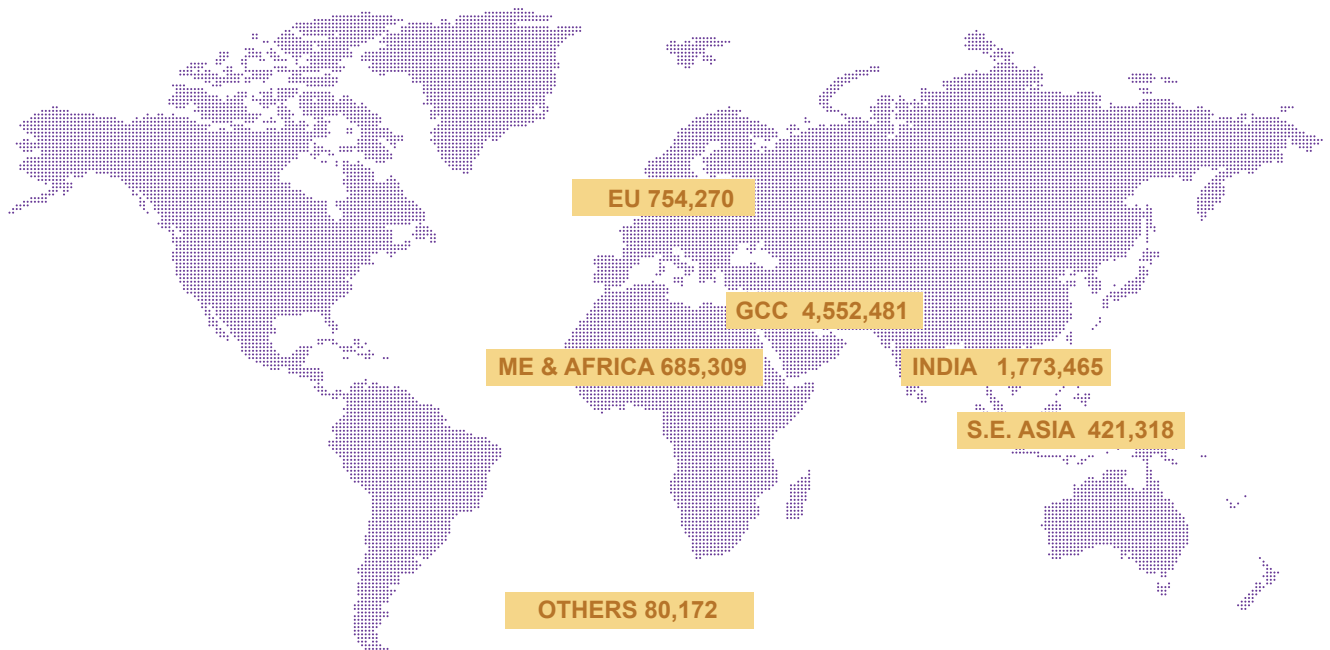 EU 754,270
GCC 4,552,481
ME & AFRICA 685,309
INDIA 1,773,465
S.E. ASIA 421,318
OTHERS 80,172